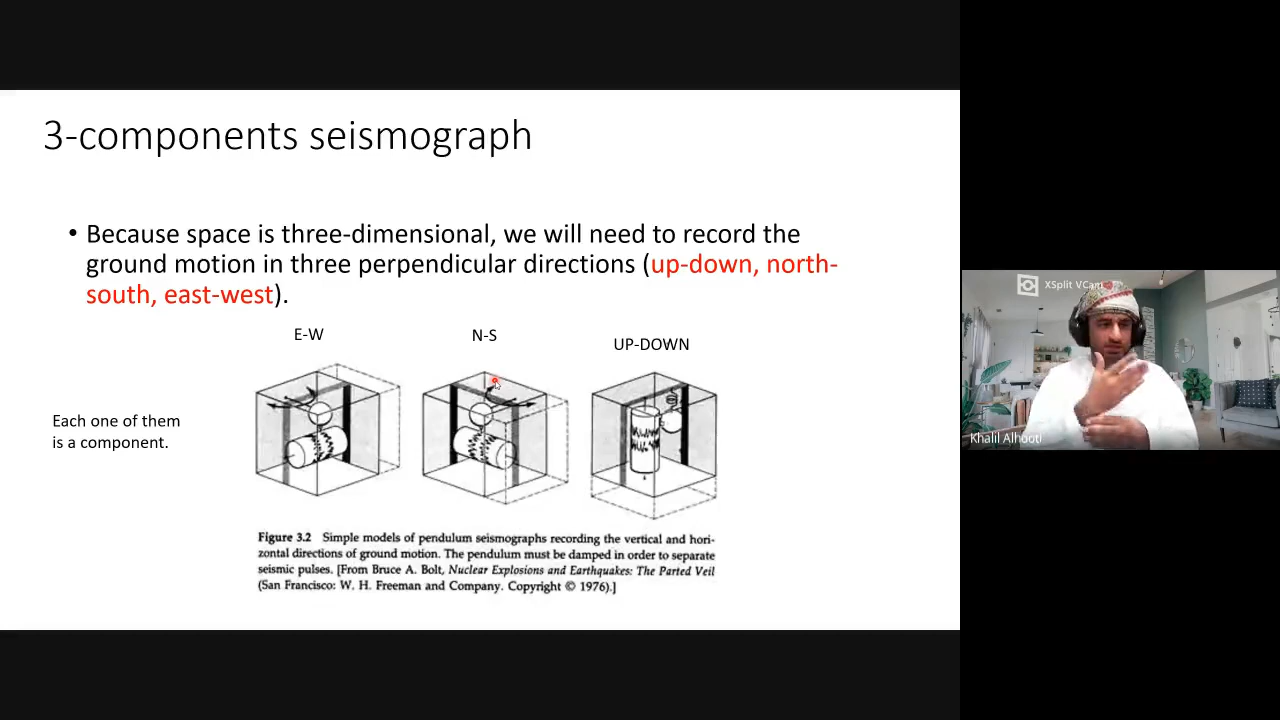 3-components seismograph
• Because space is three-dimensional, we will need to record the
ground motion in three perpendicular directions (up-down, north-
south, east-west).
E-W
N-S
UP-DOWN
Each one of them
is a component.
Figure 3.2 Simple models of pendulum seismographs recording the vertical and hori-
zontal directions of ground motion. The pendulum must be damped in order to separate
seismic pulses. [From Bruce A. Bolt, Nuclear Explosions and Earthquakes: The Parted Veil
(San Francisco: W. H. Freeman and Company. Copyright © 1976).]
XSplit VCam
Khalil Alhooti